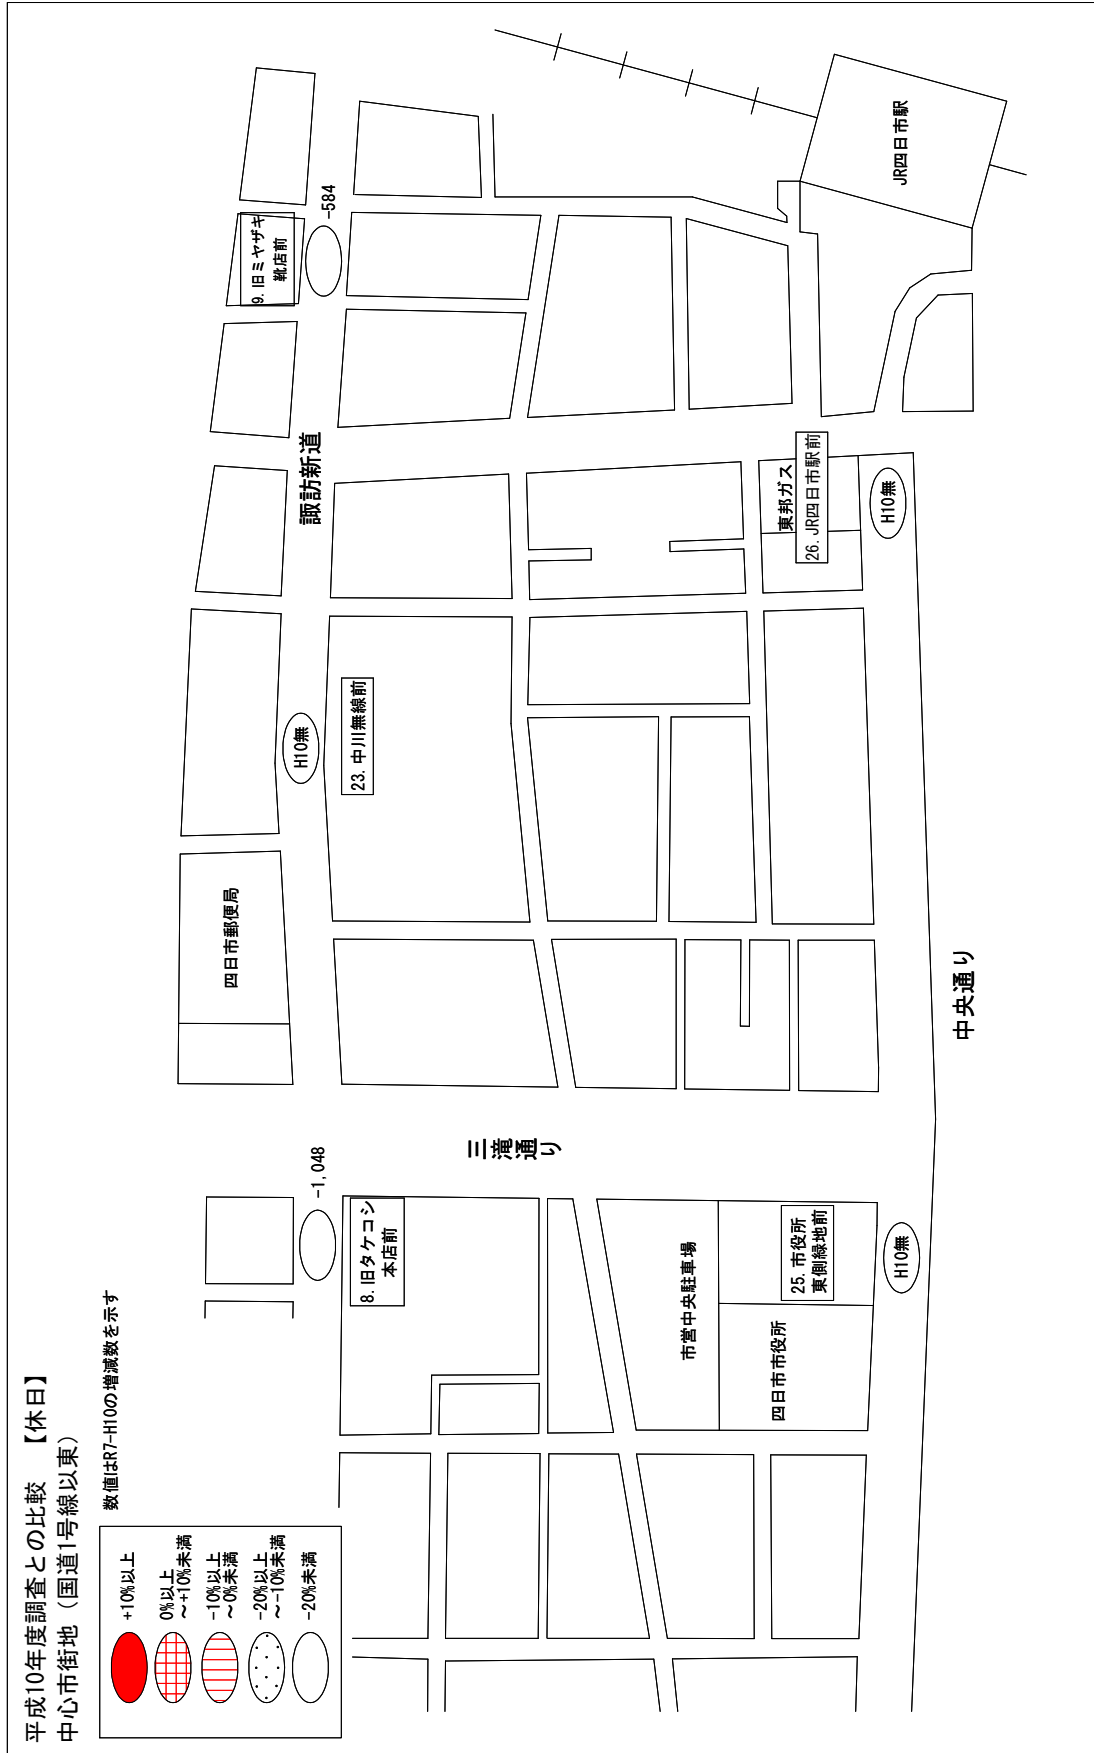 平成10年度調査との比較　【休日】
中心市街地（国道1号線以東）
数値はR7-H10の増減数を示す
+10%以上
0%以上
～+10%未満
-10%以上
～0%未満
-20%以上
～-10%未満
-20%未満
四日市郵便局
9. 旧ミヤザキ
靴店前
-584
諏訪新道
H10無
23. 中川無線前
-1,048
8. 旧タケコシ
本店前
三滝通り
市営中央駐車場
四日市市役所
25. 市役所
東側緑地前
H10無
東邦ガス
26. JR四日市駅前
H10無
JR四日市駅
中央通り